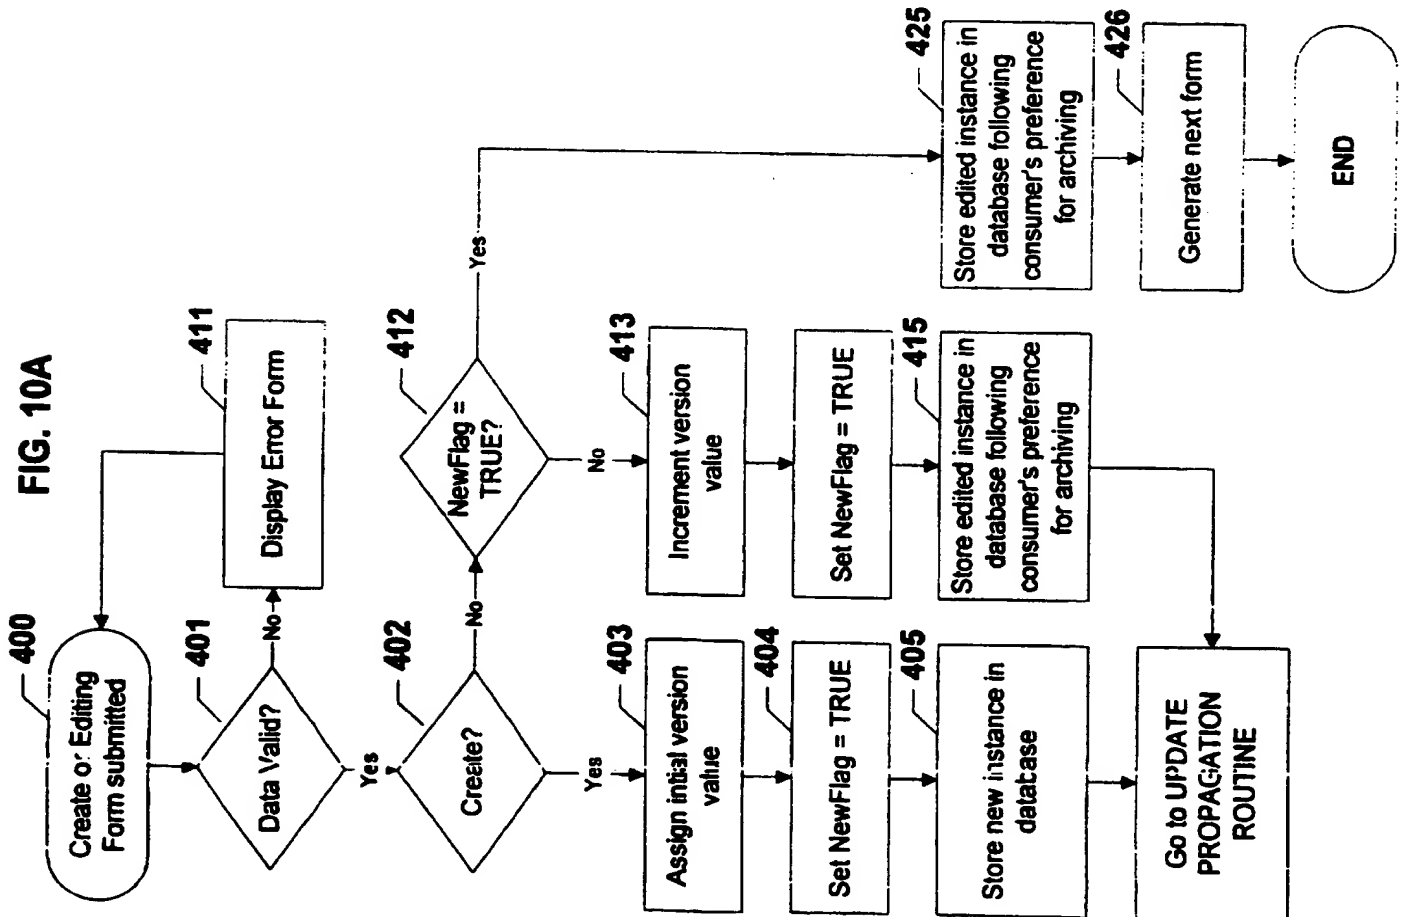 FIG. 10A
400
Create or Editing
Form submitted
401
Data Valid?
No
411
Display Error Form
Yes
402
Create?
No
412
NewFlag =
TRUE?
Yes
Yes
403
Assign initial version
value
404
Set NewFlag = TRUE
405
Store new instance in
database
Go to UPDATE
PROPAGATION
ROUTINE
No
413
Increment version
value
Set NewFlag = TRUE
415
Store edited instance in
database following
consumer's preference
for archiving
425
Store edited instance in
database following
consumer's preference
for archiving
426
Generate next form
END